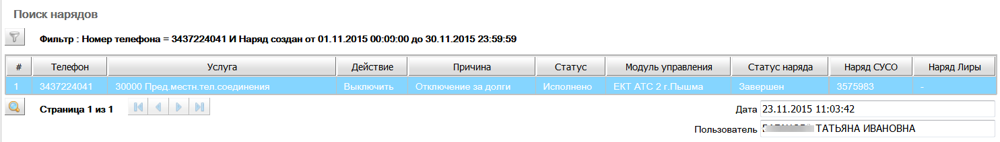 Поиск нарядов
Фильтр : Номер телефона = 3437224041 И Наряд создан от 01.11.2015 00:00:00 до 30.11.2015 23:59:59
# Телефон Услуга Действие Причина Статус Модуль управления Статус наряда Наряд СУСО Наряд Лиры
1 3437224041 30000 Пред.местн.тел.соединения Выключить Отключение за долги Исполнено ЕКТ АТС 2 г.Пышма Завершен 3575983 -
Страница 1 из 1
Дата 23.11.2015 11:03:42
Пользователь ТАТЬЯНА ИВАНОВНА